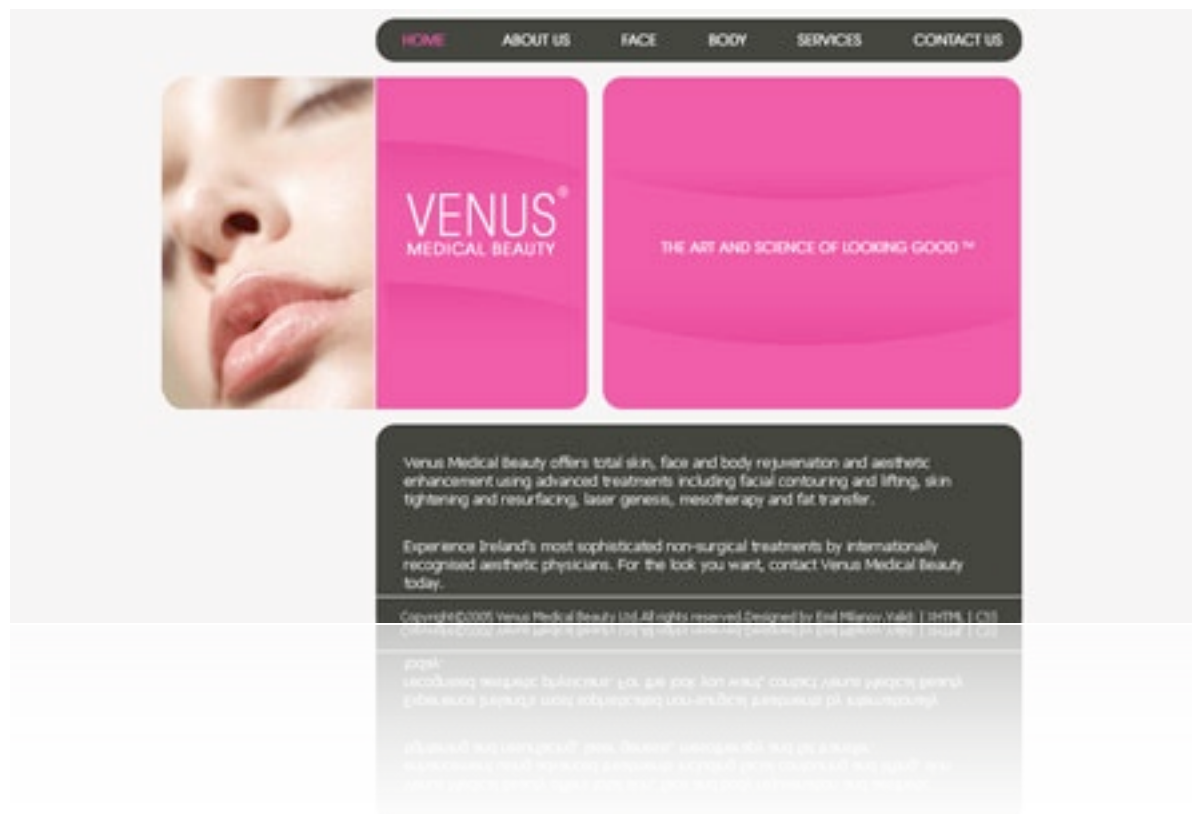 HOME ABOUT US FACE BODY SERVICES CONTACT US
VENUS®
MEDICAL BEAUTY
THE ART AND SCIENCE OF LOOKING GOOD ™
Venus Medical Beauty offers total skin, face and body rejuvenation and aesthetic
enhancement using advanced treatments including facial contouring and lifting, skin
tightening and resurfacing, laser genesis, mesotherapy and fat transfer.
Experience Ireland's most sophisticated non-surgical treatments by internationally
recognised aesthetic physicians. For the look you want, contact Venus Medical Beauty
today.
Copyright©2005 Venus Medical Beauty Ltd.All rights reserved.Designed by Emil Milanov.Valid: | XHTML | CSS